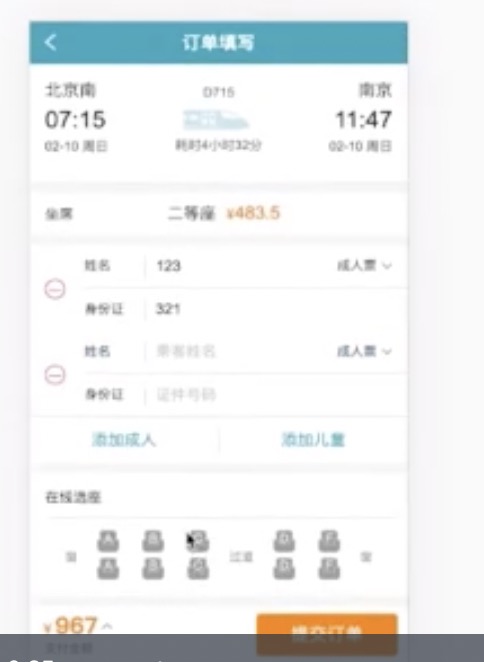 订单填写
北京南 D715 南京
07:15 11:47
02-10 周日 耗时4小时32分 02-10 周日
坐席 二等座 ¥483.5
姓名 123 成人票
身份证 321
姓名 乘客姓名 成人票
身份证 证件号码
添加成人 添加儿童
在线选座
窗 A B C 过道 D F 窗
A B C D F
¥967 提交订单
支付金额